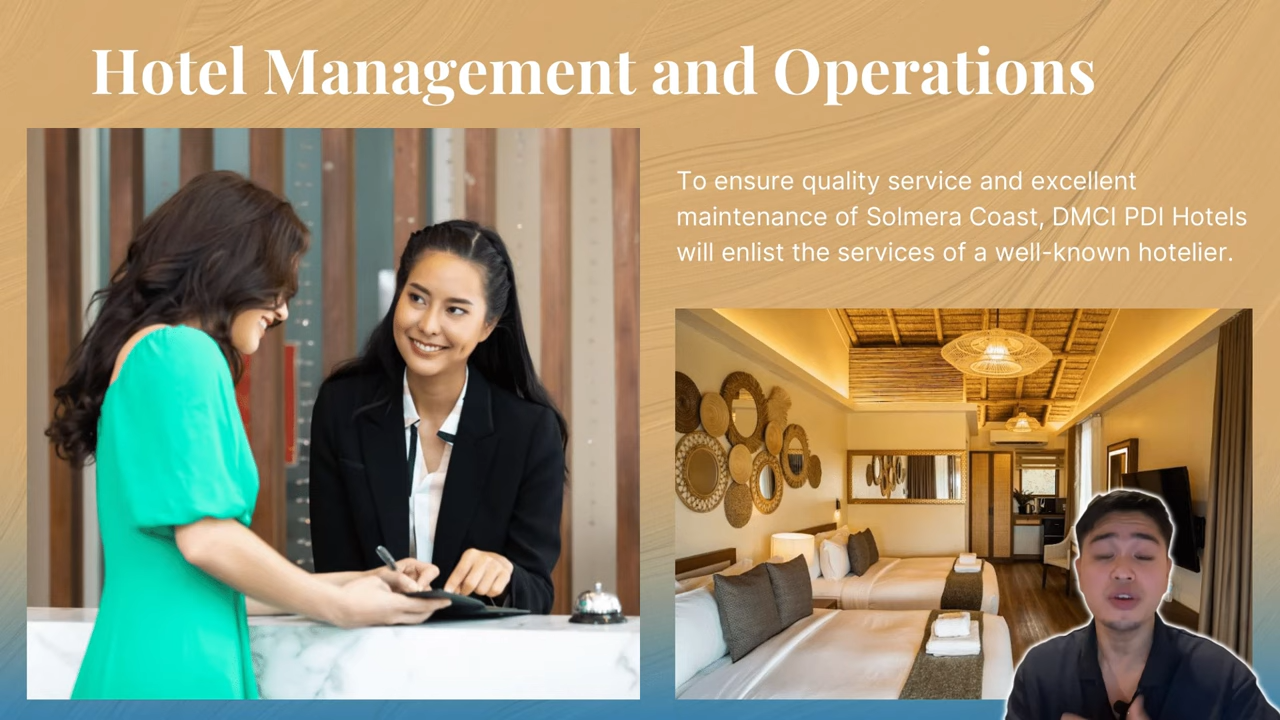 Hotel Management and Operations
To ensure quality service and excellent
maintenance of Solmera Coast, DMCI PDI Hotels
will enlist the services of a well-known hotelier.